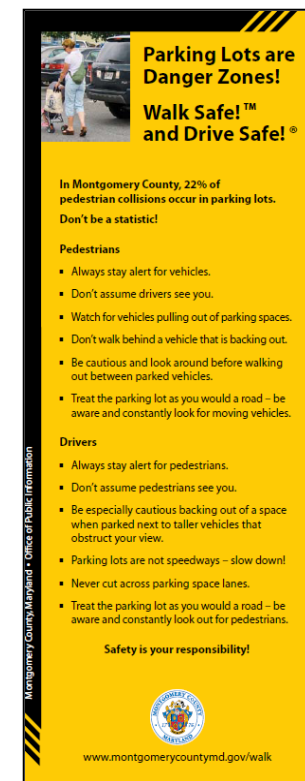 Parking Lots are
Danger Zones!
Walk Safe!™
and Drive Safe!®
In Montgomery County, 22% of
pedestrian collisions occur in parking lots.
Don't be a statistic!
Pedestrians
▪ Always stay alert for vehicles.
▪ Don't assume drivers see you.
▪ Watch for vehicles pulling out of parking spaces.
▪ Don't walk behind a vehicle that is backing out.
▪ Be cautious and look around before walking
out between parked vehicles.
▪ Treat the parking lot as you would a road – be
aware and constantly look for moving vehicles.
Drivers
▪ Always stay alert for pedestrians.
▪ Don't assume pedestrians see you.
▪ Be especially cautious backing out of a space
when parked next to taller vehicles that
obstruct your view.
▪ Parking lots are not speedways – slow down!
▪ Never cut across parking space lanes.
▪ Treat the parking lot as you would a road – be
aware and constantly look out for pedestrians.
Safety is your responsibility!
Montgomery County, Maryland • Office of Public Information
MONTGOMERY COUNTY
17 76
MARYLAND
www.montgomerycountymd.gov/walk